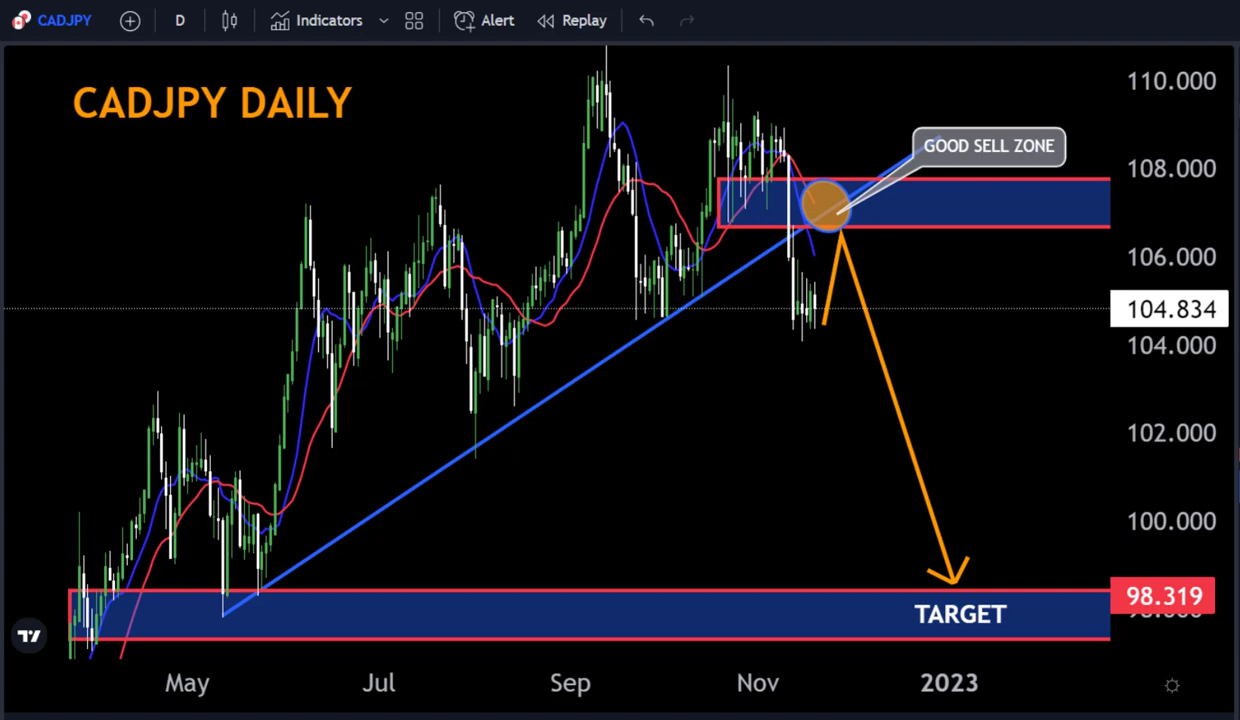 CADJPY
D
Indicators
Alert
Replay
CADJPY DAILY
110.000
GOOD SELL ZONE
108.000
106.000
104.834
104.000
102.000
100.000
98.319
TARGET
May
Jul
Sep
Nov
2023